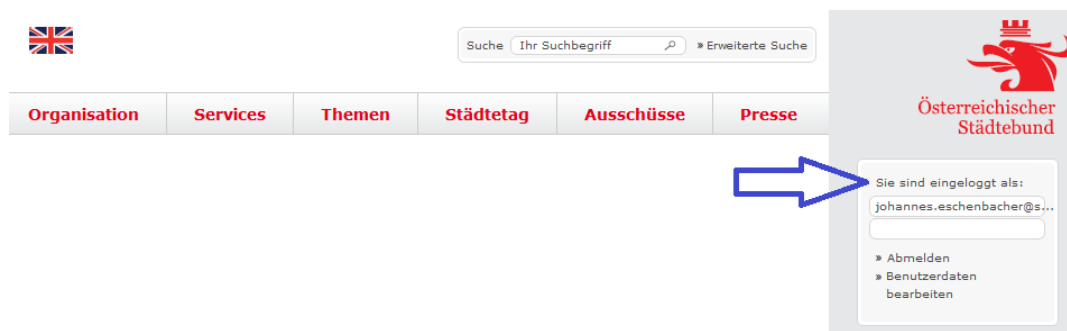 Suche Ihr Suchbegriff » Erweiterte Suche
Organisation Services Themen Städtetag Ausschüsse Presse
Österreichischer
Städtebund
Sie sind eingeloggt als:
johannes.eschenbacher@s...
» Abmelden
» Benutzerdaten
bearbeiten